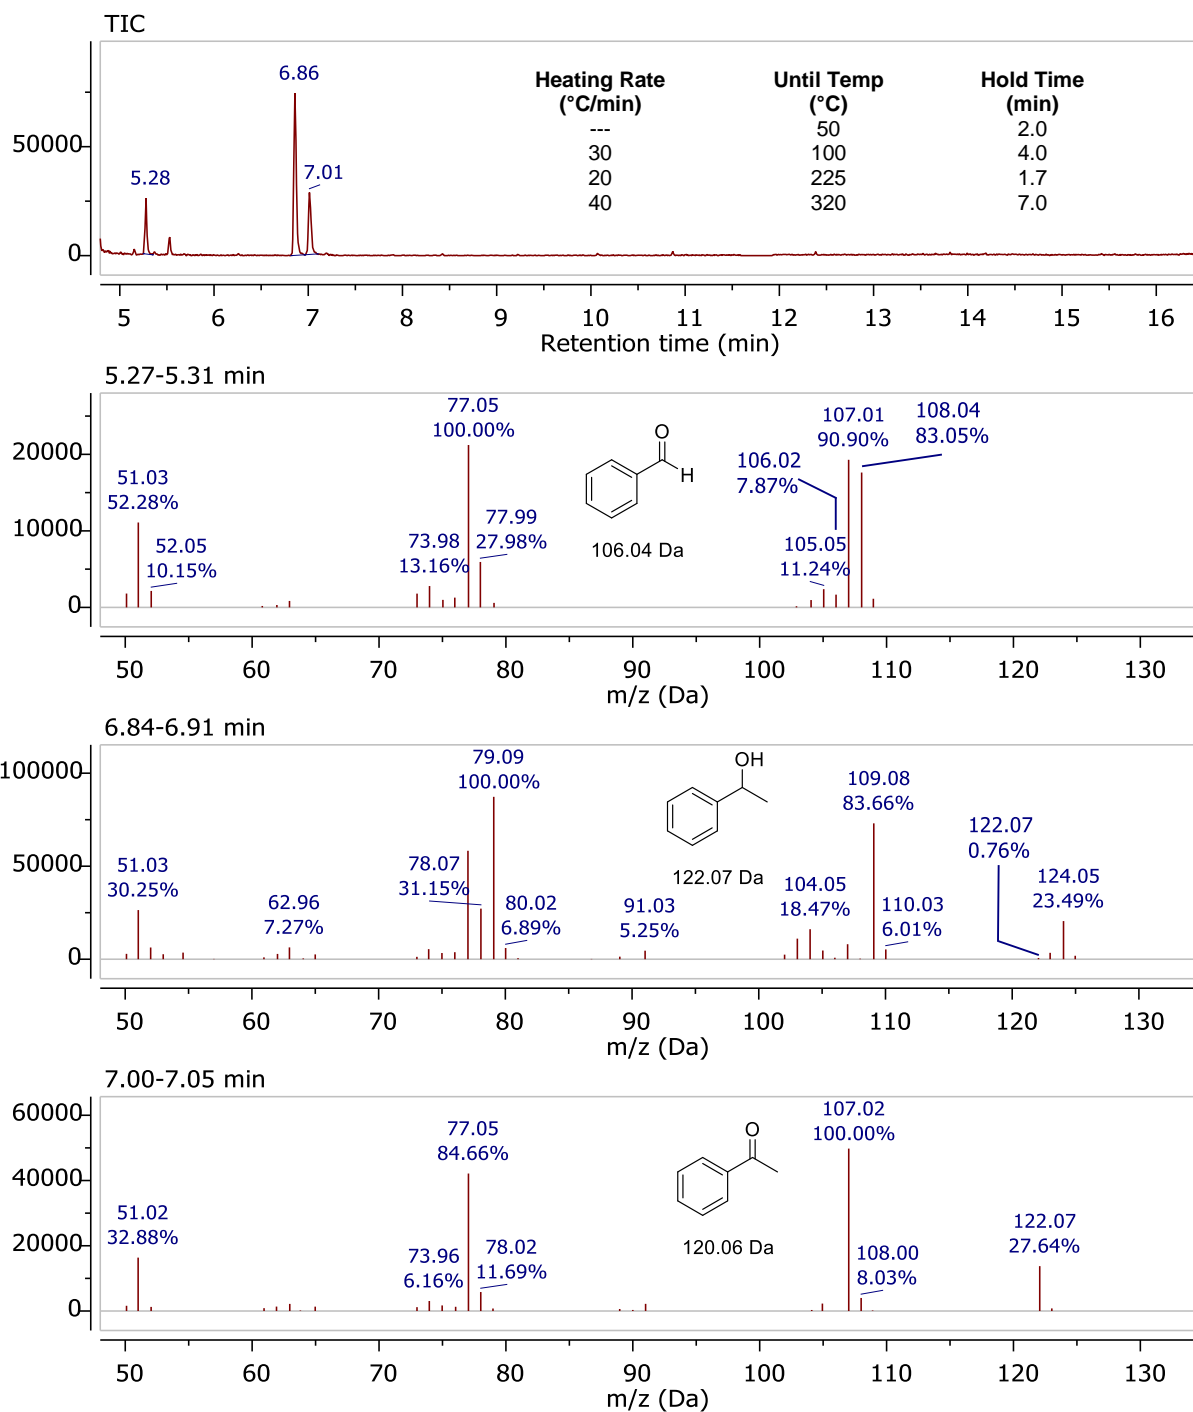 TIC
6.86
5.28
7.01
Heating Rate (°C/min) Until Temp (°C) Hold Time (min)
--- 50 2.0
30 100 4.0
20 225 1.7
40 320 7.0
50000
0
5 6 7 8 9 10 11 12 13 14 15 16
Retention time (min)
5.27-5.31 min
20000
10000
0
51.03
52.28%
52.05
10.15%
73.98
13.16%
77.05
100.00%
77.99
27.98%
O
H
106.04 Da
106.02
7.87%
105.05
11.24%
107.01
90.90%
108.04
83.05%
50 60 70 80 90 100 110 120 130
m/z (Da)
6.84-6.91 min
100000
50000
0
51.03
30.25%
62.96
7.27%
78.07
31.15%
79.09
100.00%
80.02
6.89%
91.03
5.25%
OH
122.07 Da
104.05
18.47%
109.08
83.66%
110.03
6.01%
122.07
0.76%
124.05
23.49%
50 60 70 80 90 100 110 120 130
m/z (Da)
7.00-7.05 min
60000
40000
20000
0
51.02
32.88%
73.96
6.16%
77.05
84.66%
78.02
11.69%
O
120.06 Da
107.02
100.00%
108.00
8.03%
122.07
27.64%
50 60 70 80 90 100 110 120 130
m/z (Da)